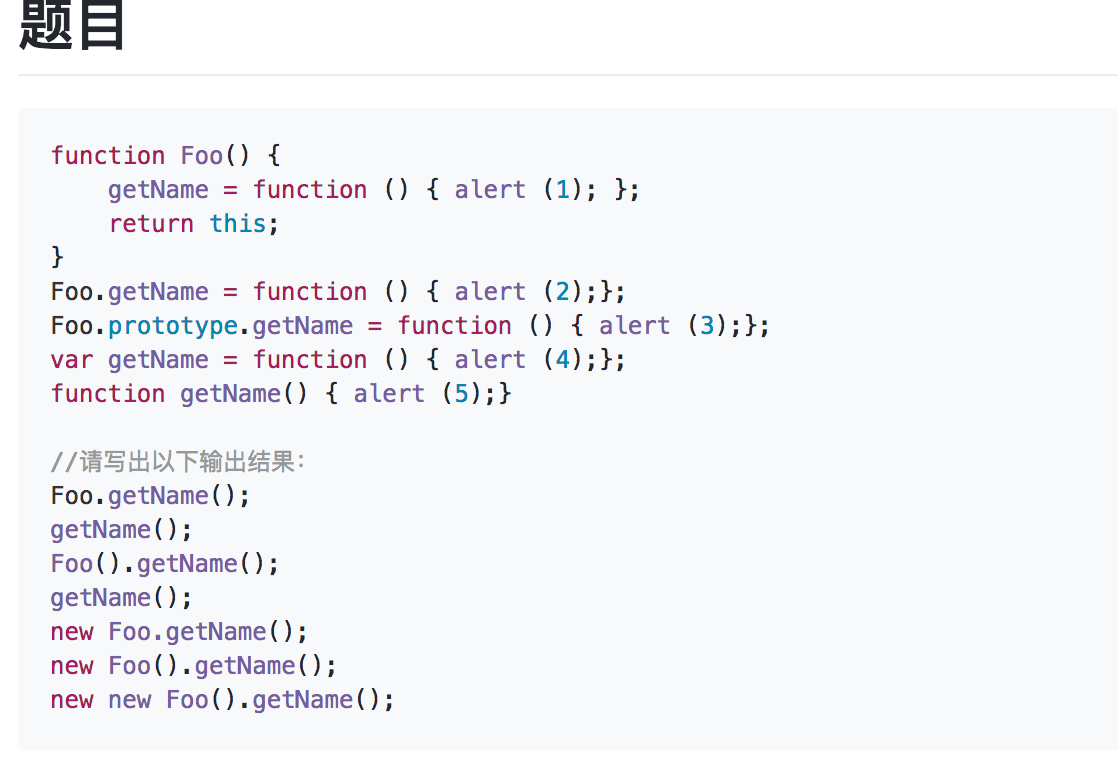 题目
function Foo() {
    getName = function () { alert (1); };
    return this;
}
Foo.getName = function () { alert (2);};
Foo.prototype.getName = function () { alert (3);};
var getName = function () { alert (4);};
function getName() { alert (5);}
//请写出以下输出结果：
Foo.getName();
getName();
Foo().getName();
getName();
new Foo.getName();
new Foo().getName();
new new Foo().getName();